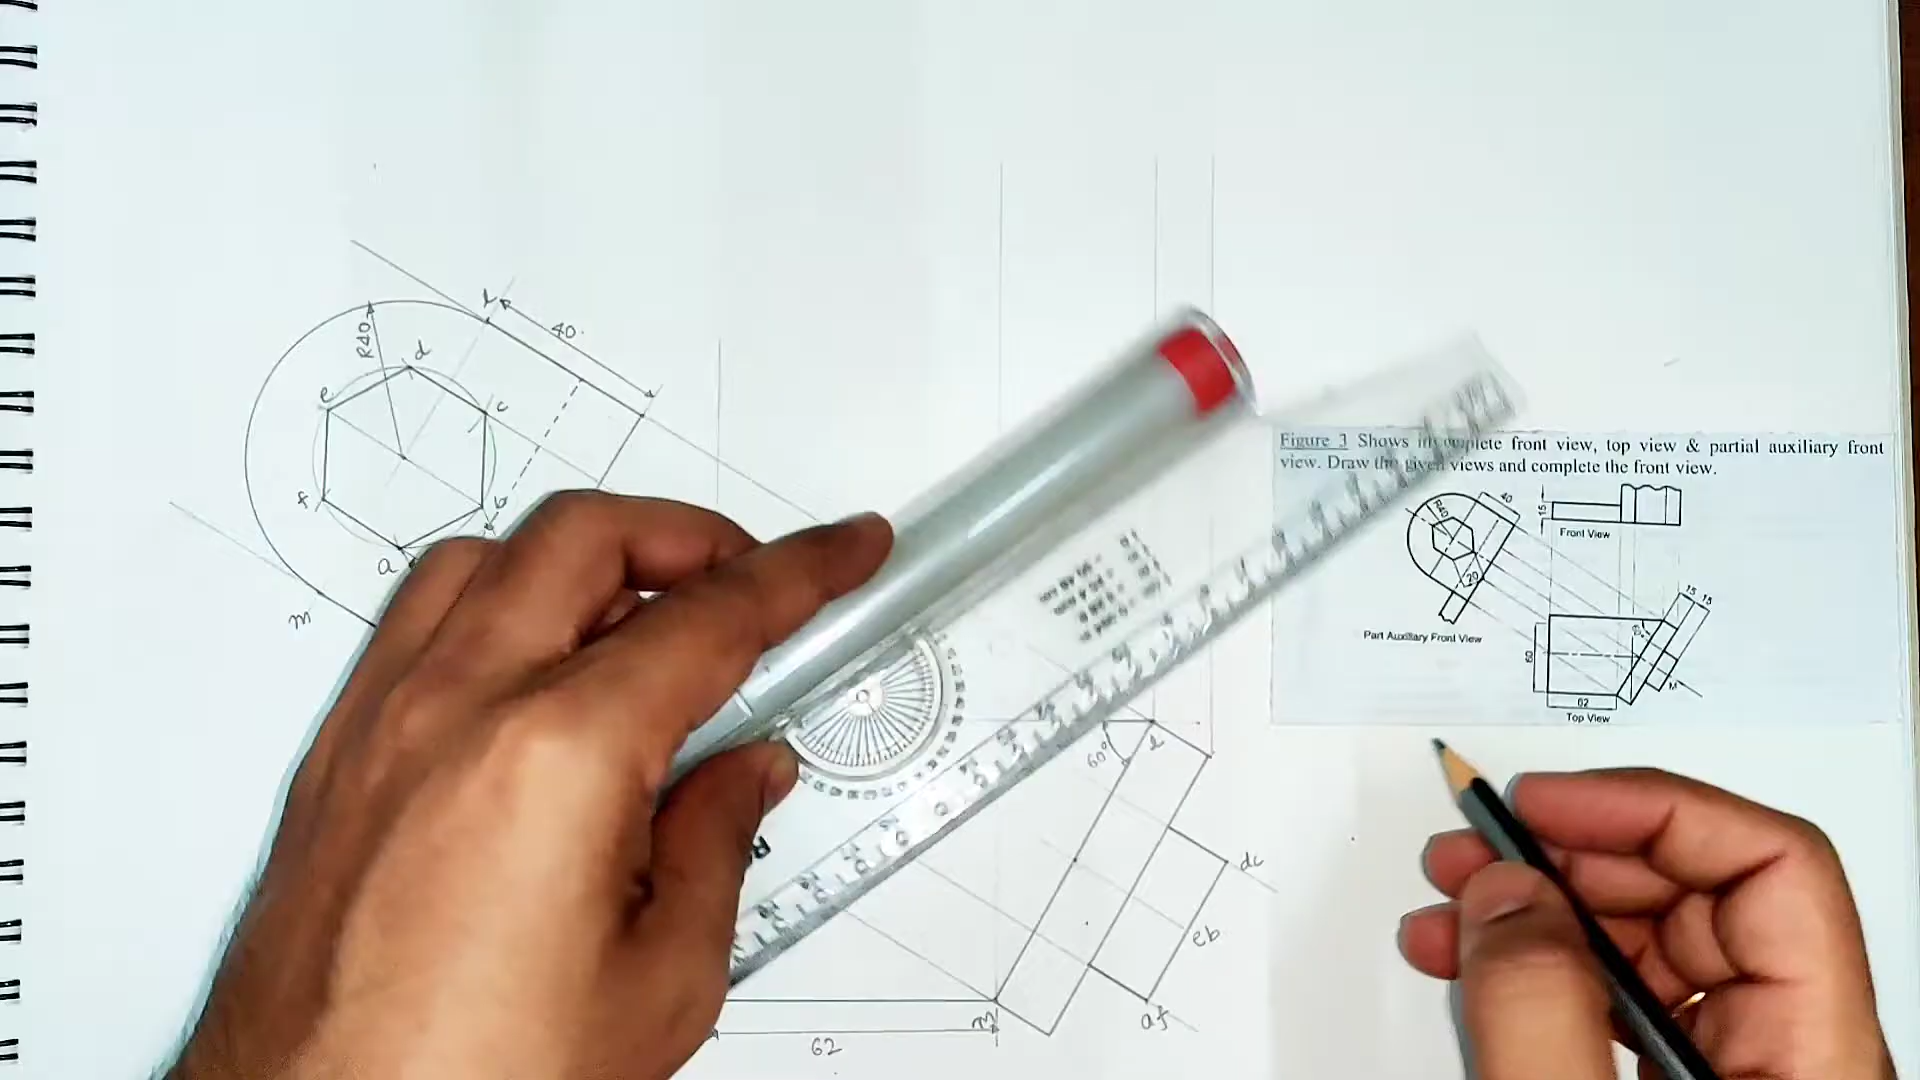 l
40
R40
d
e
c
f
b
a
m
Figure 3 Shows incomplete front view, top view & partial auxiliary front
view. Draw the given views and complete the front view.
40
R40
15
Front View
20
Part Auxiliary Front View
15 15
60
M
62
Top View
60°
l
dc
eb
af
m
62